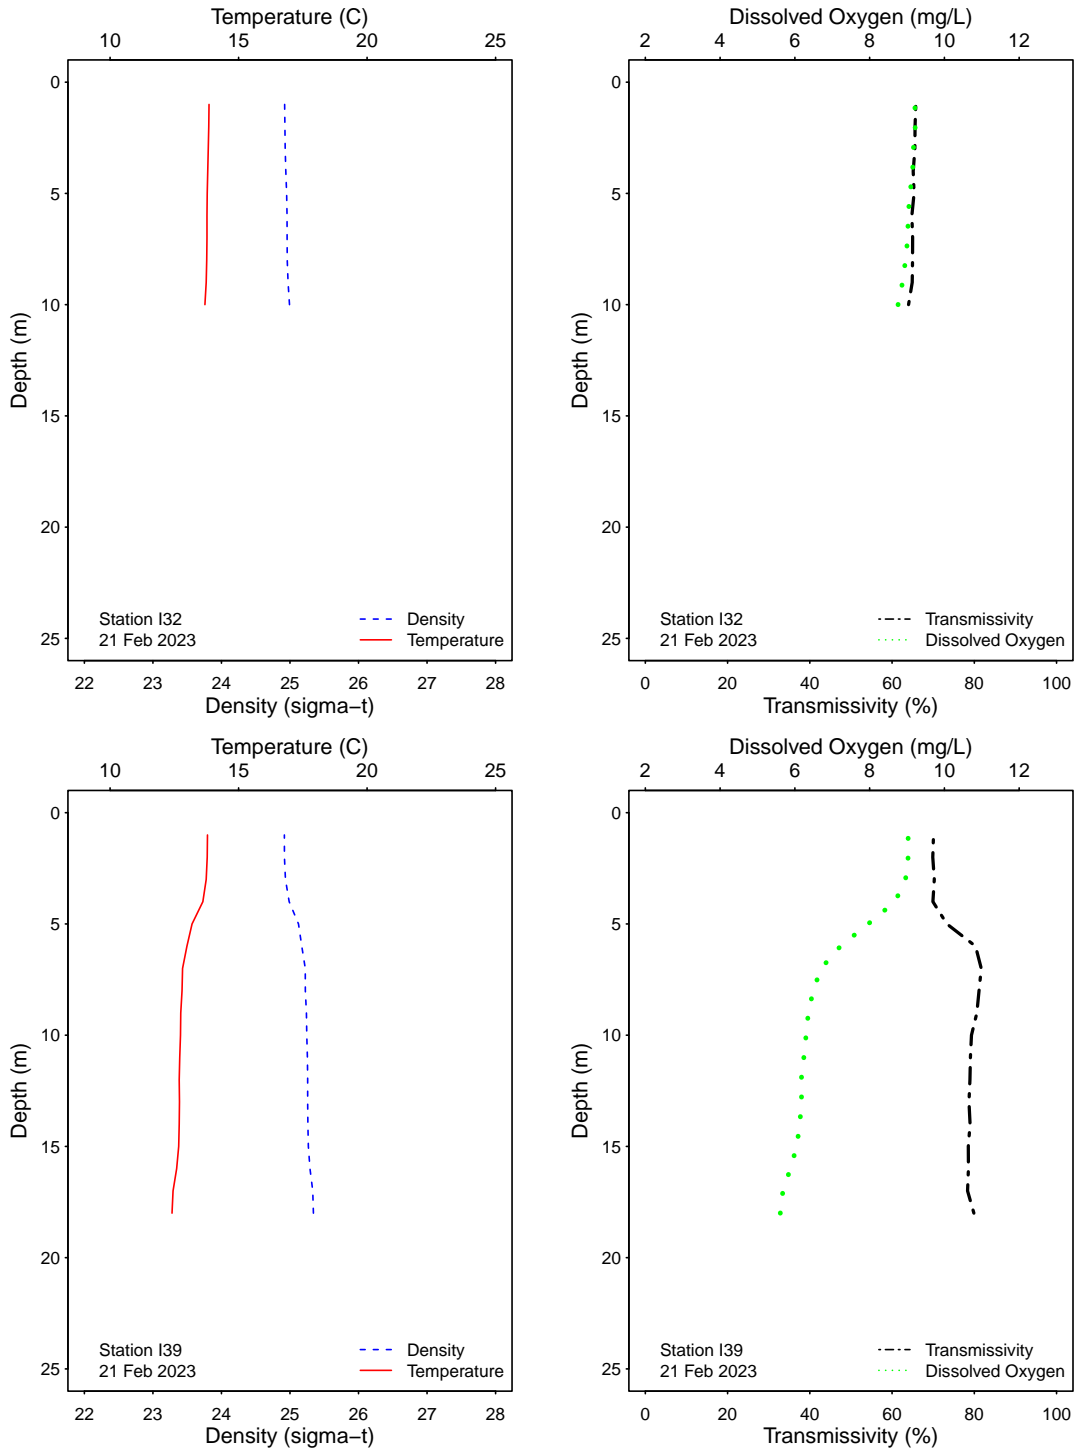 Temperature (C)
10 15 20 25
0
5
10
15
20
25
Depth (m)
Station I32
21 Feb 2023
Density
Temperature
22 23 24 25 26 27 28
Density (sigma−t)
Dissolved Oxygen (mg/L)
2 4 6 8 10 12
0
5
10
15
20
25
Depth (m)
Station I32
21 Feb 2023
Transmissivity
Dissolved Oxygen
0 20 40 60 80 100
Transmissivity (%)
Temperature (C)
10 15 20 25
0
5
10
15
20
25
Depth (m)
Station I39
21 Feb 2023
Density
Temperature
22 23 24 25 26 27 28
Density (sigma−t)
Dissolved Oxygen (mg/L)
2 4 6 8 10 12
0
5
10
15
20
25
Depth (m)
Station I39
21 Feb 2023
Transmissivity
Dissolved Oxygen
0 20 40 60 80 100
Transmissivity (%)